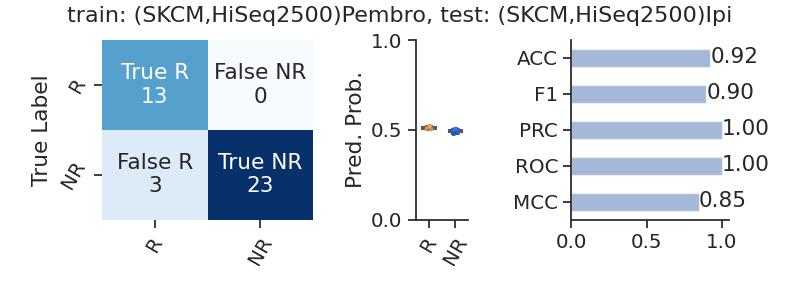 train: (SKCM,HiSeq2500)Pembro, test: (SKCM,HiSeq2500)Ipi
True Label
R
NR
True R
13
False NR
0
False R
3
True NR
23
R
NR
Pred. Prob.
1.0
0.5
0.0
R
NR
ACC
0.92
F1
0.90
PRC
1.00
ROC
1.00
MCC
0.85
0.0
0.5
1.0